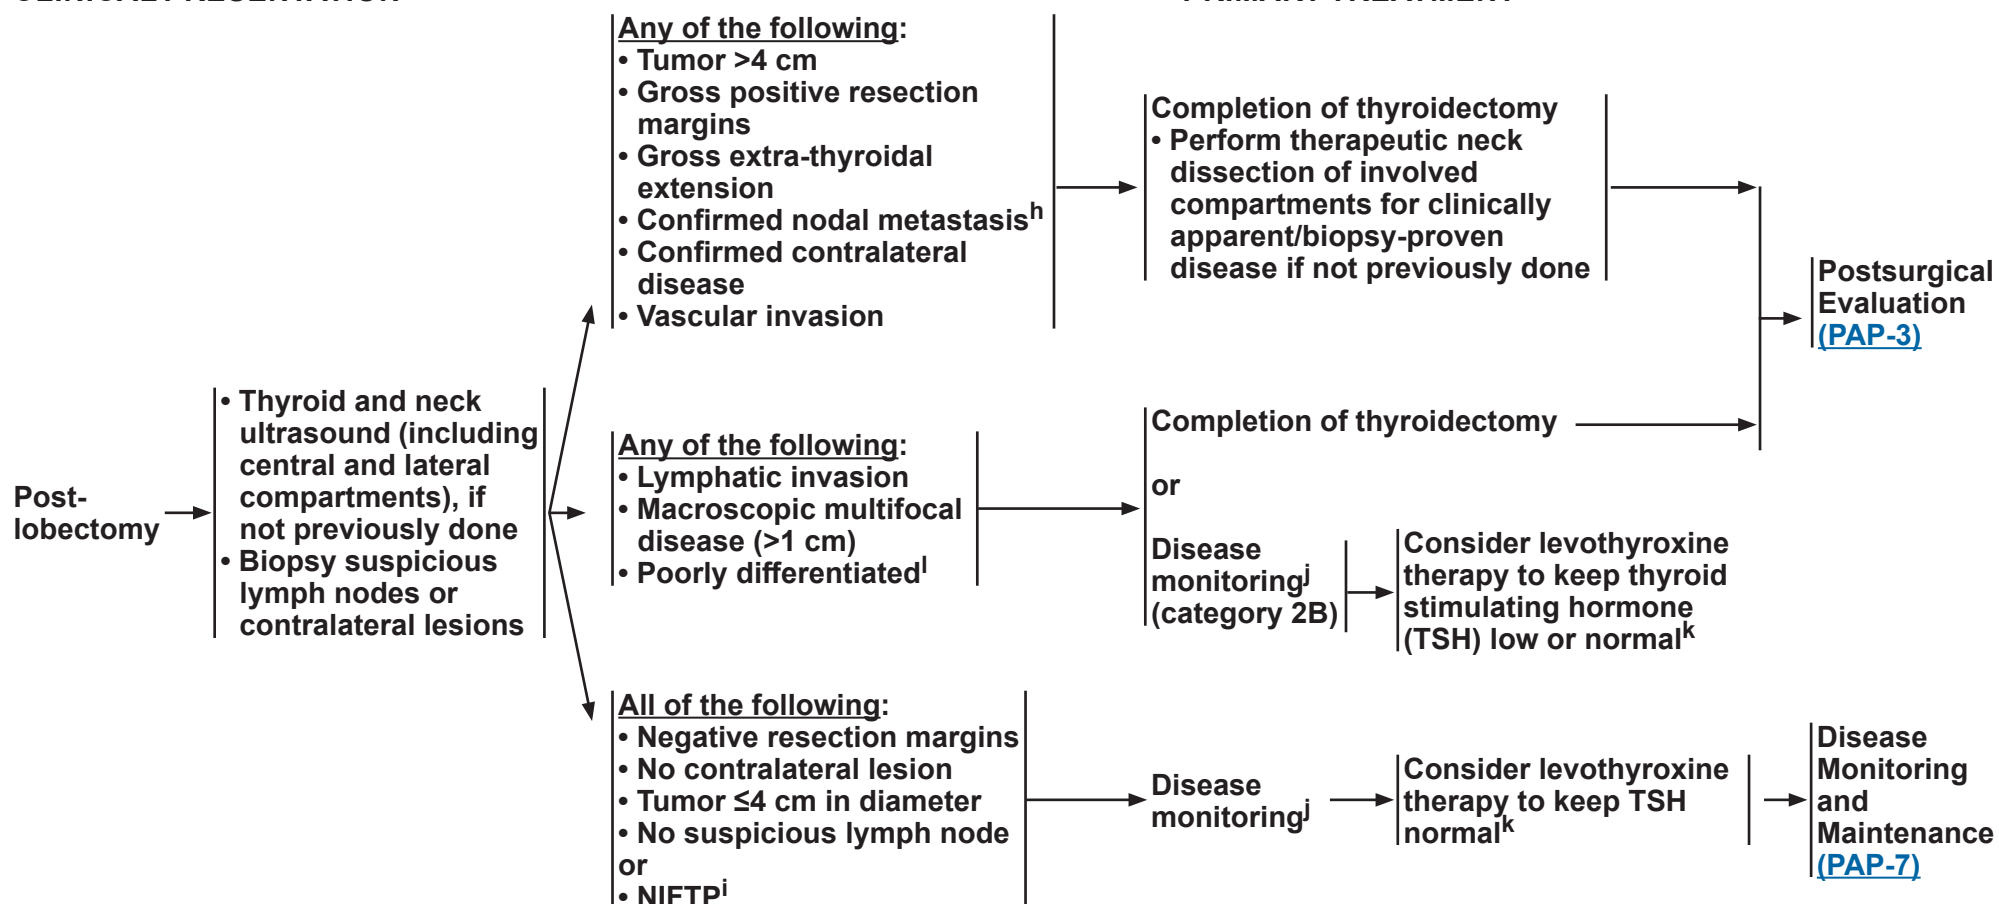 Post-
lobectomy
• Thyroid and neck
ultrasound (including
central and lateral
compartments), if
not previously done
• Biopsy suspicious
lymph nodes or
contralateral lesions
Any of the following:
• Tumor >4 cm
• Gross positive resection
margins
• Gross extra-thyroidal
extension
• Confirmed nodal metastasisʰ
• Confirmed contralateral
disease
• Vascular invasion
Completion of thyroidectomy
• Perform therapeutic neck
dissection of involved
compartments for clinically
apparent/biopsy-proven
disease if not previously done
Postsurgical
Evaluation
(PAP-3)
Any of the following:
• Lymphatic invasion
• Macroscopic multifocal
disease (>1 cm)
• Poorly differentiatedˡ
Completion of thyroidectomy
or
Disease
monitoringʲ
(category 2B)
Consider levothyroxine
therapy to keep thyroid
stimulating hormone
(TSH) low or normalᵏ
All of the following:
• Negative resection margins
• No contralateral lesion
• Tumor ≤4 cm in diameter
• No suspicious lymph node
or
• NIFTPⁱ
Disease
monitoringʲ
Consider levothyroxine
therapy to keep TSH
normalᵏ
Disease
Monitoring
and
Maintenance
(PAP-7)